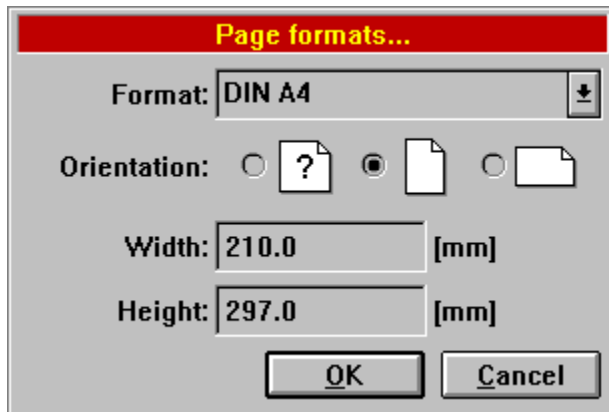 Page formats...
Format: DIN A4
Orientation: ?
Width: 210.0 [mm]
Height: 297.0 [mm]
OK Cancel